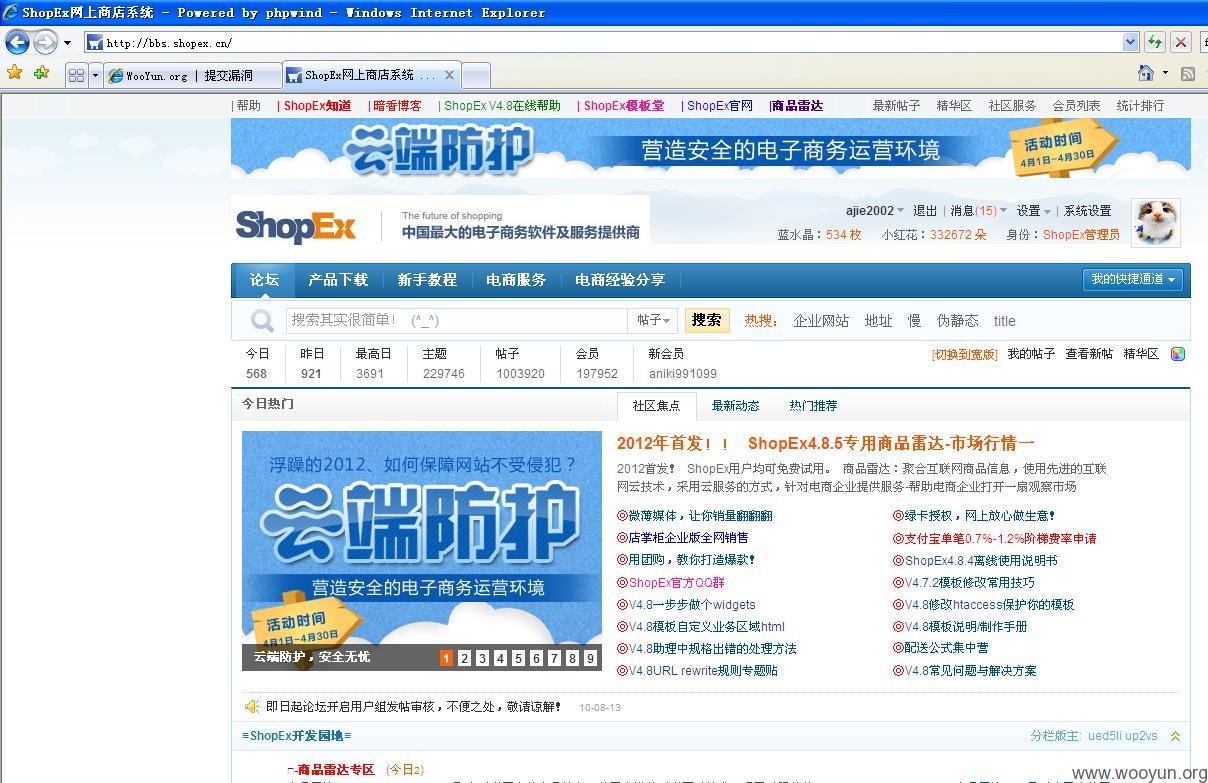 ShopEx网上商店系统 - Powered by phpwind - Windows Internet Explorer
http://bbs.shopex.cn/
WooYun.org | 提交漏洞
ShopEx网上商店系统 ...
| 帮助 | ShopEx知道 | 暗香博客 | ShopEx V4.8在线帮助 | ShopEx模板堂 | ShopEx官网 |商品雷达 最新帖子 精华区 社区服务 会员列表 统计排行
云端防护 营造安全的电子商务运营环境 活动时间
4月1日-4月30日
ShopEx
The future of shopping
中国最大的电子商务软件及服务提供商
ajie2002 退出 | 消息(15) 设置 | 系统设置
蓝水晶：534 枚 小红花：332672 朵 身份：ShopEx管理员
论坛 产品下载 新手教程 电商服务 电商经验分享 我的快捷通道
搜索其实很简单！ (^_^) 帖子 搜索 热搜： 企业网站 地址 慢 伪静态 title
今日 昨日 最高日 主题 帖子 会员 新会员 [切换到宽版] 我的帖子 查看新帖 精华区
568 921 3691 229746 1003920 197952 aniki991099
今日热门 社区焦点 最新动态 热门推荐
浮躁的2012、如何保障网站不受侵犯？
云端防护
营造安全的电子商务运营环境
活动时间
4月1日-4月30日
云端防护，安全无忧 1 2 3 4 5 6 7 8 9
2012年首发！！ ShopEx4.8.5专用商品雷达-市场行情一
2012首发！ ShopEx用户均可免费试用。 商品雷达：聚合互联网商品信息，使用先进的互联
网云技术，采用云服务的方式，针对电商企业提供服务-帮助电商企业打开一扇观察市场
◎微薄媒体，让你销量翻翻翻 ◎绿卡授权，网上放心做生意！
◎店掌柜企业版全网销售 ◎支付宝单笔0.7%-1.2%阶梯费率申请
◎用团购，教你打造爆款！ ◎ShopEx4.8.4离线使用说明书
◎ShopEx官方QQ群 ◎V4.7.2模板修改常用技巧
◎V4.8一步步做个widgets ◎V4.8修改htaccess保护你的模板
◎V4.8模板自定义业务区域html ◎V4.8模板说明/制作手册
◎V4.8助理中规格出错的处理方法 ◎配送公式集中营
◎V4.8URL rewrite规则专题贴 ◎V4.8常见问题与解决方案
即日起论坛开启用户组发帖审核，不便之处，敬请谅解！ 10-08-13
≡ShopEx开发园地≡ 分栏版主: ued5li up2vs
□-商品雷达专区 (今日2)
www.wooyun.org